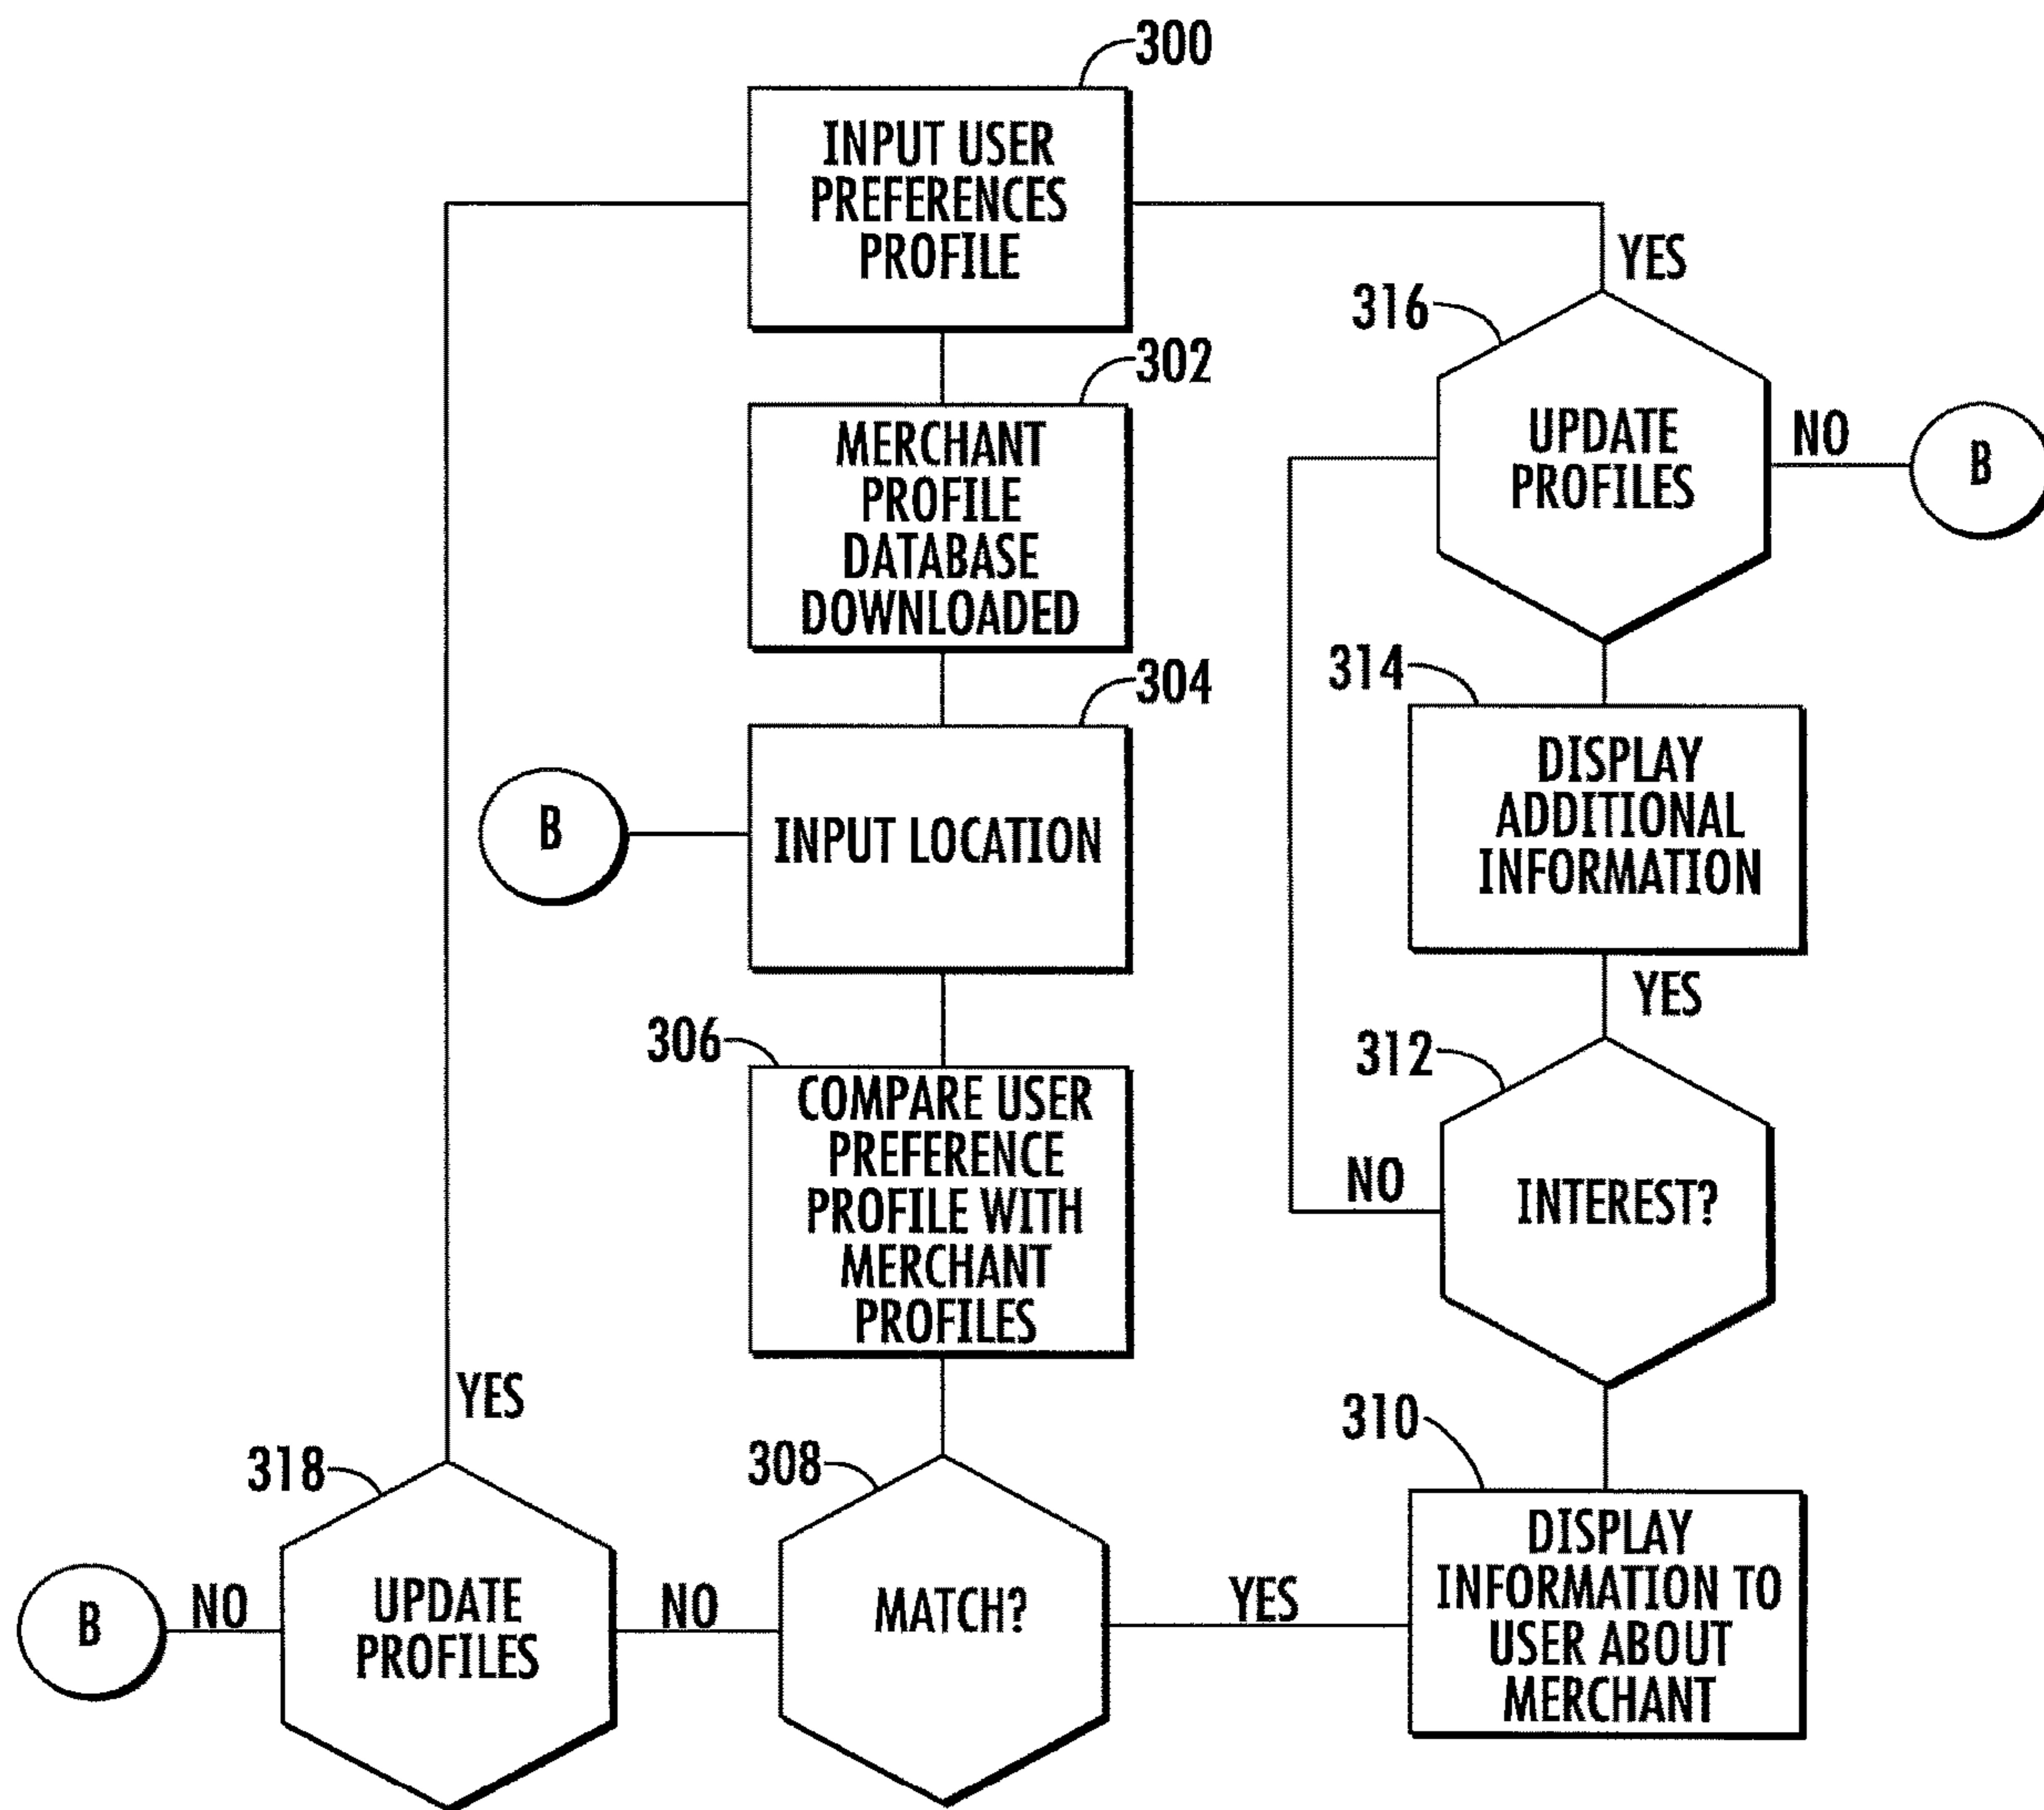 300
INPUT USER
PREFERENCES
PROFILE
YES
316
302
UPDATE
PROFILES
NO
B
MERCHANT
PROFILE
DATABASE
DOWNLOADED
314
304
DISPLAY
ADDITIONAL
INFORMATION
B
INPUT LOCATION
YES
306
312
COMPARE USER
PREFERENCE
PROFILE WITH
MERCHANT
PROFILES
NO
INTEREST?
YES
310
318
308
B
NO
UPDATE
PROFILES
NO
MATCH?
YES
DISPLAY
INFORMATION TO
USER ABOUT
MERCHANT